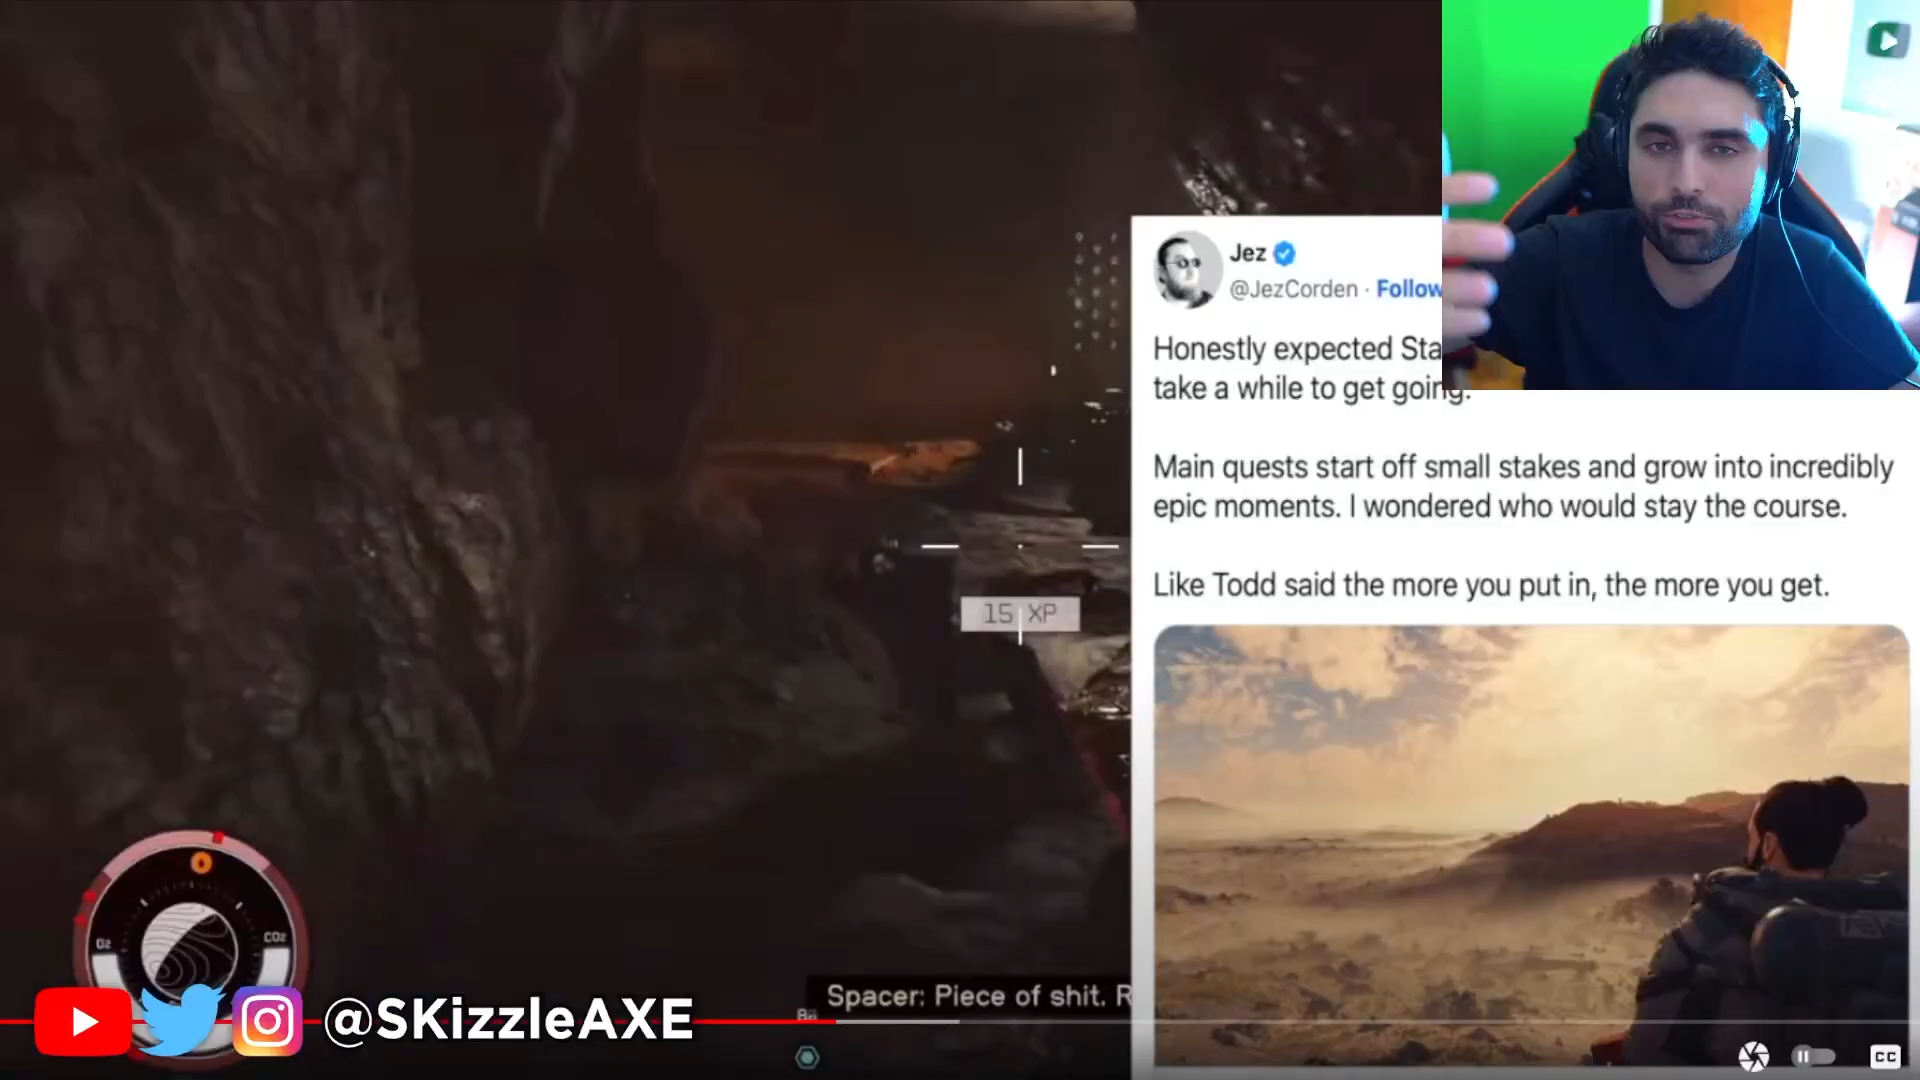 Jez
@JezCorden · Follow
Honestly expected Sta
take a while to get going.
Main quests start off small stakes and grow into incredibly
epic moments. I wondered who would stay the course.
Like Todd said the more you put in, the more you get.
15 XP
O2
CO2
Spacer: Piece of shit. R
@SKizzleAXE
CC